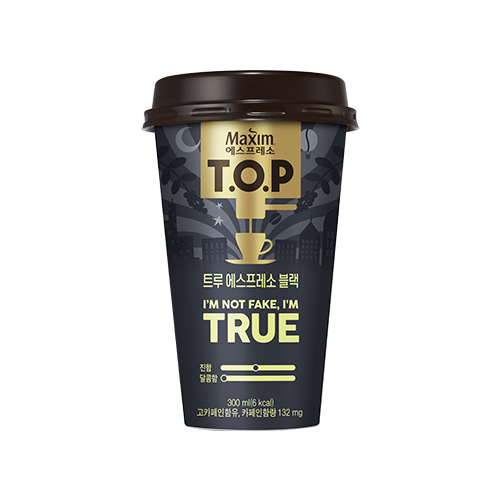 Maxim
에스프레소
T.O.P
트루 에스프레소 블랙
I'M NOT FAKE, I'M
TRUE
진함
달콤함
300 ml(6 kcal)
고카페인함유, 카페인함량 132 mg